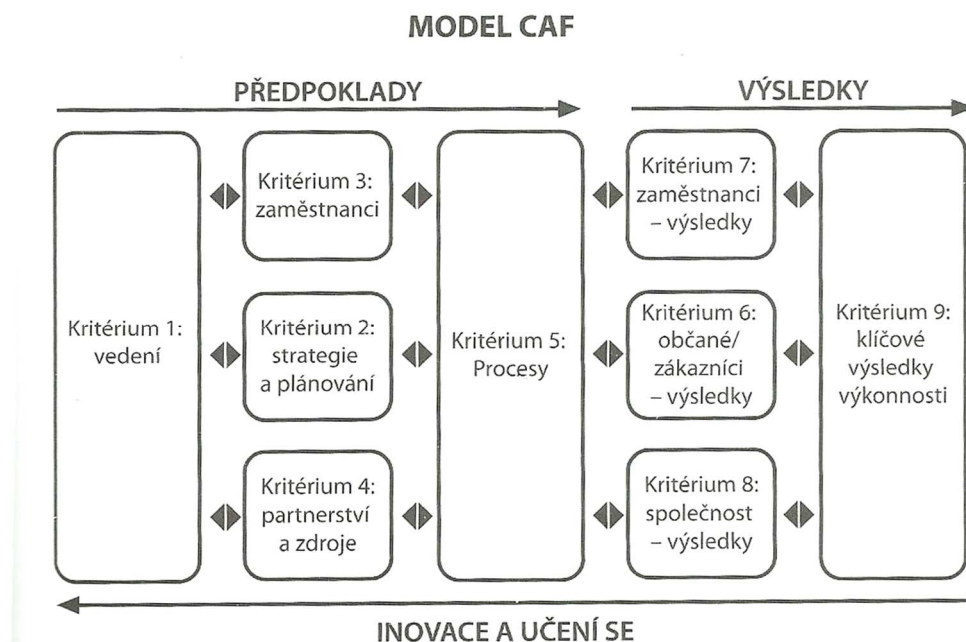 MODEL CAF
PŘEDPOKLADY
VÝSLEDKY
Kritérium 1:
vedení
Kritérium 3:
zaměstnanci
Kritérium 2:
strategie
a plánování
Kritérium 4:
partnerství
a zdroje
Kritérium 5:
Procesy
Kritérium 7:
zaměstnanci
– výsledky
Kritérium 6:
občané/
zákazníci
– výsledky
Kritérium 8:
společnost
– výsledky
Kritérium 9:
klíčové
výsledky
výkonnosti
INOVACE A UČENÍ SE